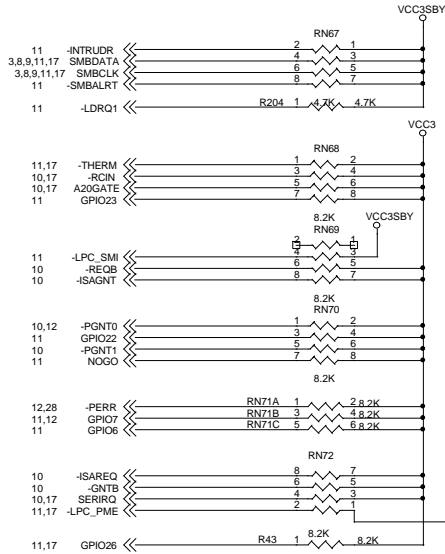 VCC3SBY
RN67
11 -INTRUDR 2 1
3,8,9,11,17 SMBDATA 4 3
3,8,9,11,17 SMBCLK 6 5
11 -SMBALRT 8 7
11 -LDRQ1 R204 1 4.7K 4.7K
VCC3
RN68
11,17 -THERM 1 2
10,17 -RCIN 3 4
10,17 A20GATE 5 6
11 GPIO23 7 8
8.2K
RN69
VCC3SBY
2 1
11 -LPC_SMI 4 3
10 -REQB 6 5
10 -ISAGNT 8 7
8.2K
RN70
10,12 -PGNT0 1 2
11 GPIO22 3 4
10 -PGNT1 5 6
11 NOGO 7 8
8.2K
12,28 -PERR RN71A 1 2 8.2K
11,12 GPIO7 RN71B 3 4 8.2K
11 GPIO6 RN71C 5 6 8.2K
RN72
10 -ISAREQ 8 7
10 -GNTB 6 5
10,17 SERIRQ 4 3
11,17 -LPC_PME 2 1
8.2K
11,17 GPIO26 R43 1 8.2K